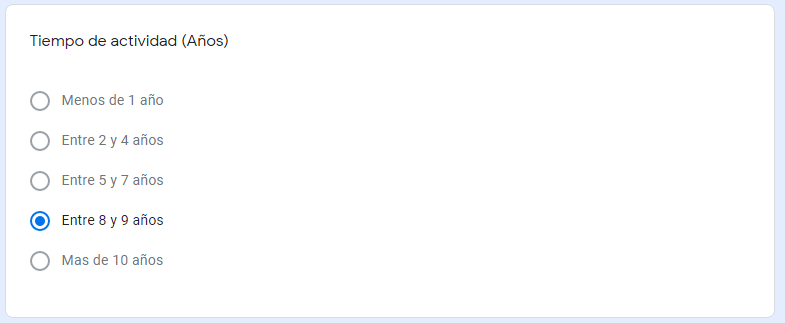 Tiempo de actividad (Años)
Menos de 1 año
Entre 2 y 4 años
Entre 5 y 7 años
Entre 8 y 9 años
Mas de 10 años